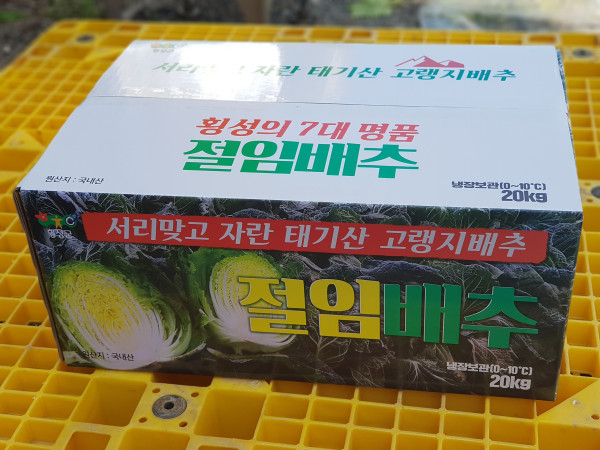 서리맞고 자란 태기산 고랭지배추
횡성의 7대 명품
절임배추
원산지 : 국내산
냉장보관(0~10℃)
20kg
서리맞고 자란 태기산 고랭지배추
절임배추
원산지 : 국내산
냉장보관(0~10℃)
20kg